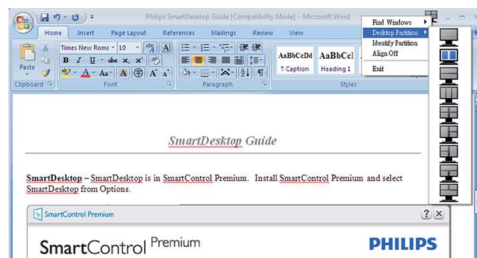 Philips SmartDesktop Guide [Compatibility Mode] - Microsoft Word
Home Insert Page Layout References Mailings Review View
Find Windows
Desktop Partition
Identify Partition
Align Off
Exit
Times New Roma 10
Paste
B I U abe X, X²
AaBbCcDd AaBbCcI
¶ Caption Heading 1
Clipboard Font Paragraph Styles
SmartDesktop Guide
SmartDesktop – SmartDesktop is in SmartControl Premium. Install SmartControl Premium and select
SmartDesktop from Options.
SmartControl Premium
SmartControl Premium PHILIPS